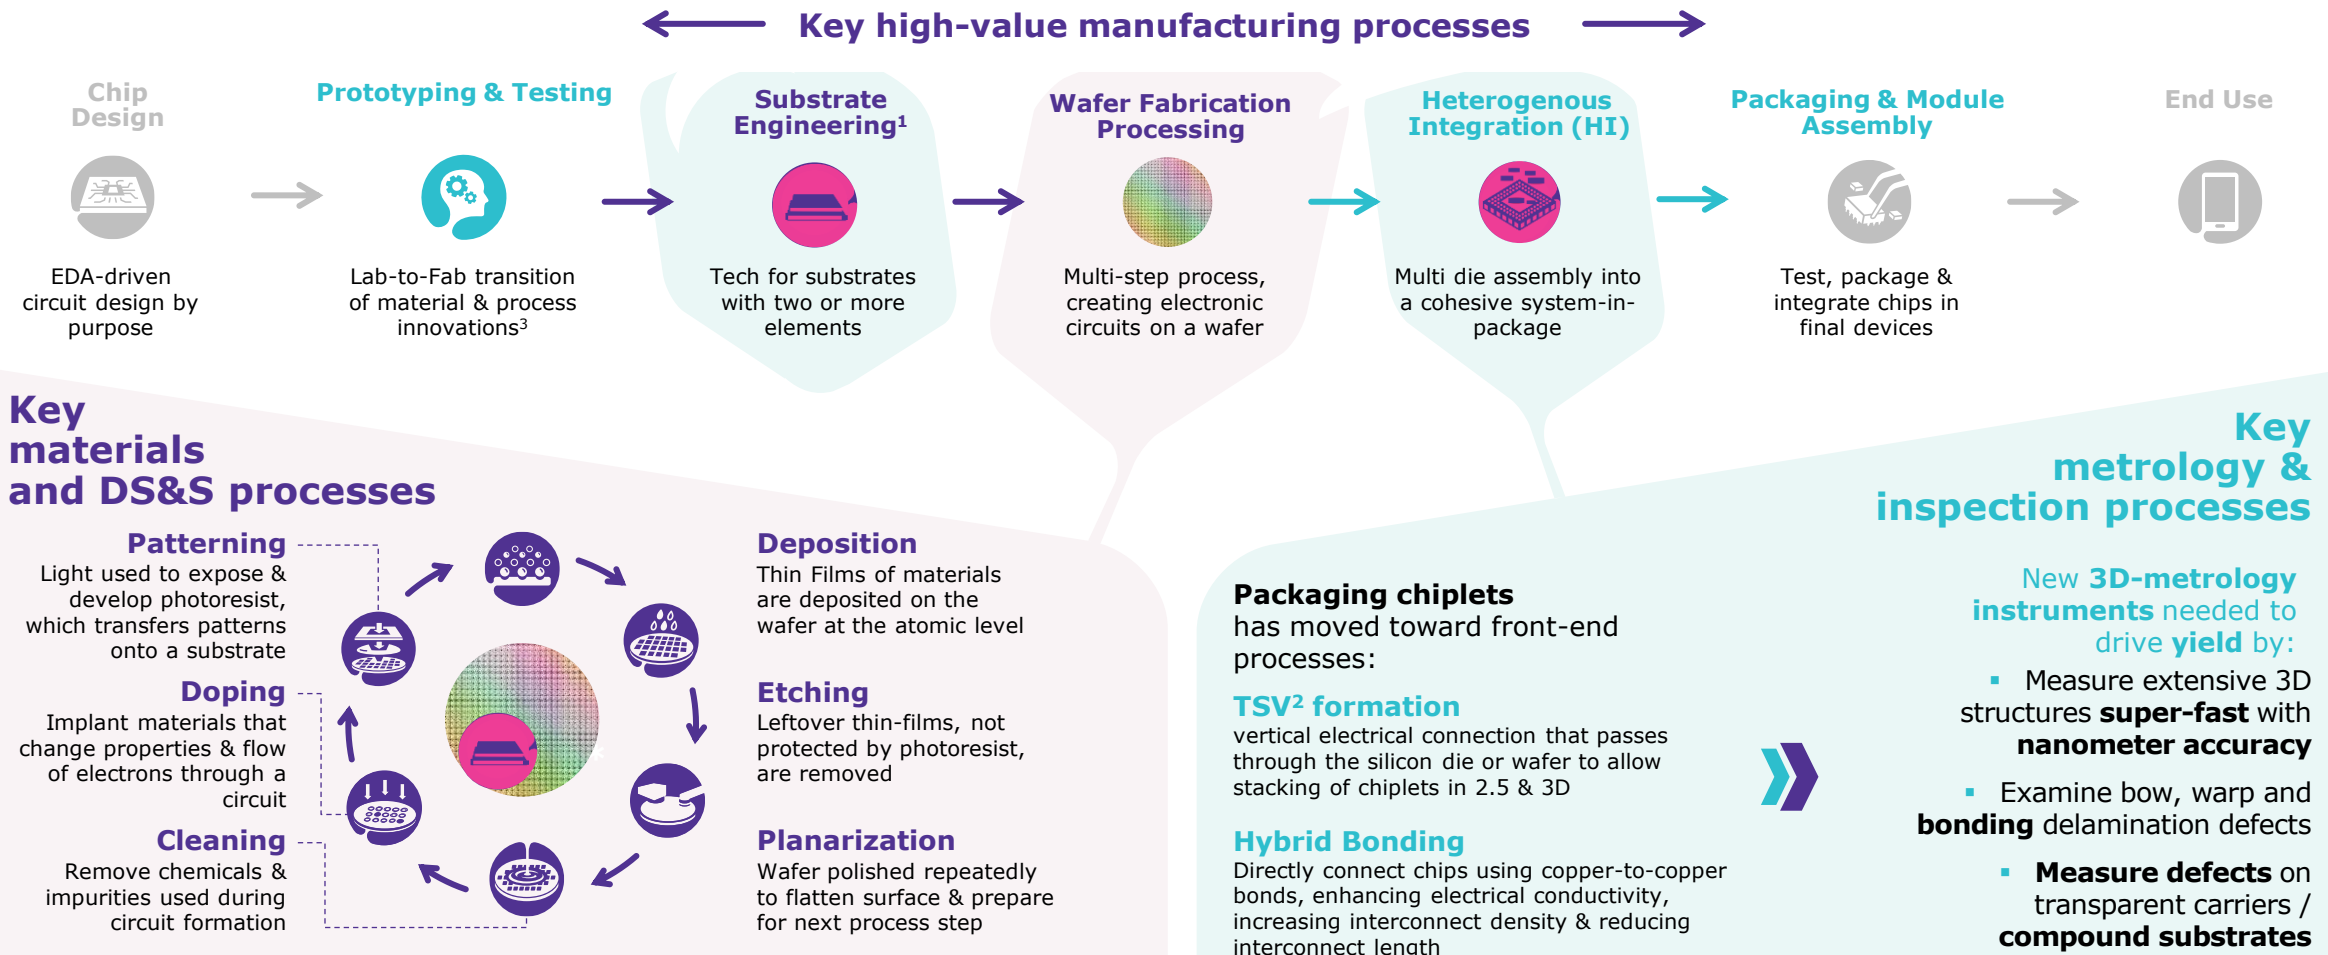 Key high-value manufacturing processes
Chip
Design
EDA-driven
circuit design by
purpose
Prototyping & Testing
Lab-to-Fab transition
of material & process
innovations³
Substrate
Engineering¹
Tech for substrates
with two or more
elements
Wafer Fabrication
Processing
Multi-step process,
creating electronic
circuits on a wafer
Heterogenous
Integration (HI)
Multi die assembly into
a cohesive system-in-
package
Packaging & Module
Assembly
Test, package &
integrate chips in
final devices
End Use
Key
materials
and DS&S processes
Patterning
Light used to expose &
develop photoresist,
which transfers patterns
onto a substrate
Doping
Implant materials that
change properties & flow
of electrons through a
circuit
Cleaning
Remove chemicals &
impurities used during
circuit formation
Deposition
Thin Films of materials
are deposited on the
wafer at the atomic level
Etching
Leftover thin-films, not
protected by photoresist,
are removed
Planarization
Wafer polished repeatedly
to flatten surface & prepare
for next process step
Packaging chiplets
has moved toward front-end
processes:
TSV² formation
vertical electrical connection that passes
through the silicon die or wafer to allow
stacking of chiplets in 2.5 & 3D
Hybrid Bonding
Directly connect chips using copper-to-copper
bonds, enhancing electrical conductivity,
increasing interconnect density & reducing
interconnect length
Key
metrology &
inspection processes
New 3D-metrology
instruments needed to
drive yield by:
▪ Measure extensive 3D
structures super-fast with
nanometer accuracy
▪ Examine bow, warp and
bonding delamination defects
▪ Measure defects on
transparent carriers /
compound substrates